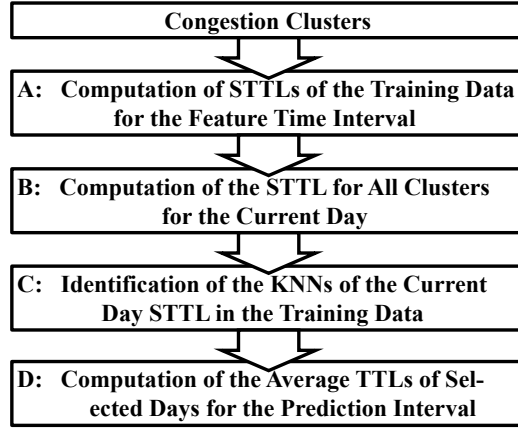 Congestion Clusters
A: Computation of STTLs of the Training Data
for the Feature Time Interval
B: Computation of the STTL for All Clusters
for the Current Day
C: Identification of the KNNs of the Current
Day STTL in the Training Data
D: Computation of the Average TTLs of Sel-
ected Days for the Prediction Interval